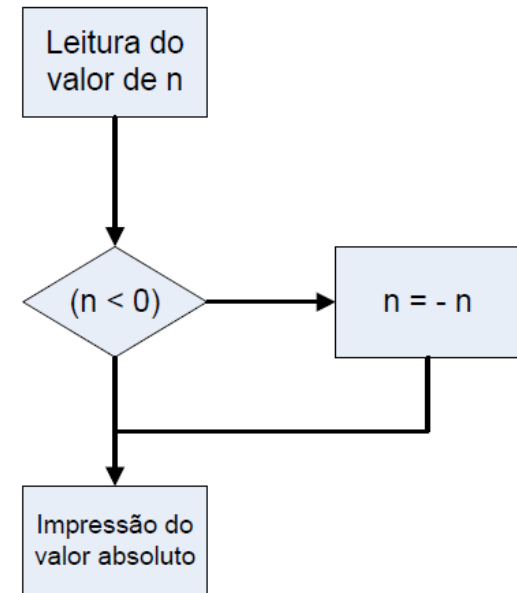 Leitura do
valor de n
(n < 0)
n = - n
Impressão do
valor absoluto